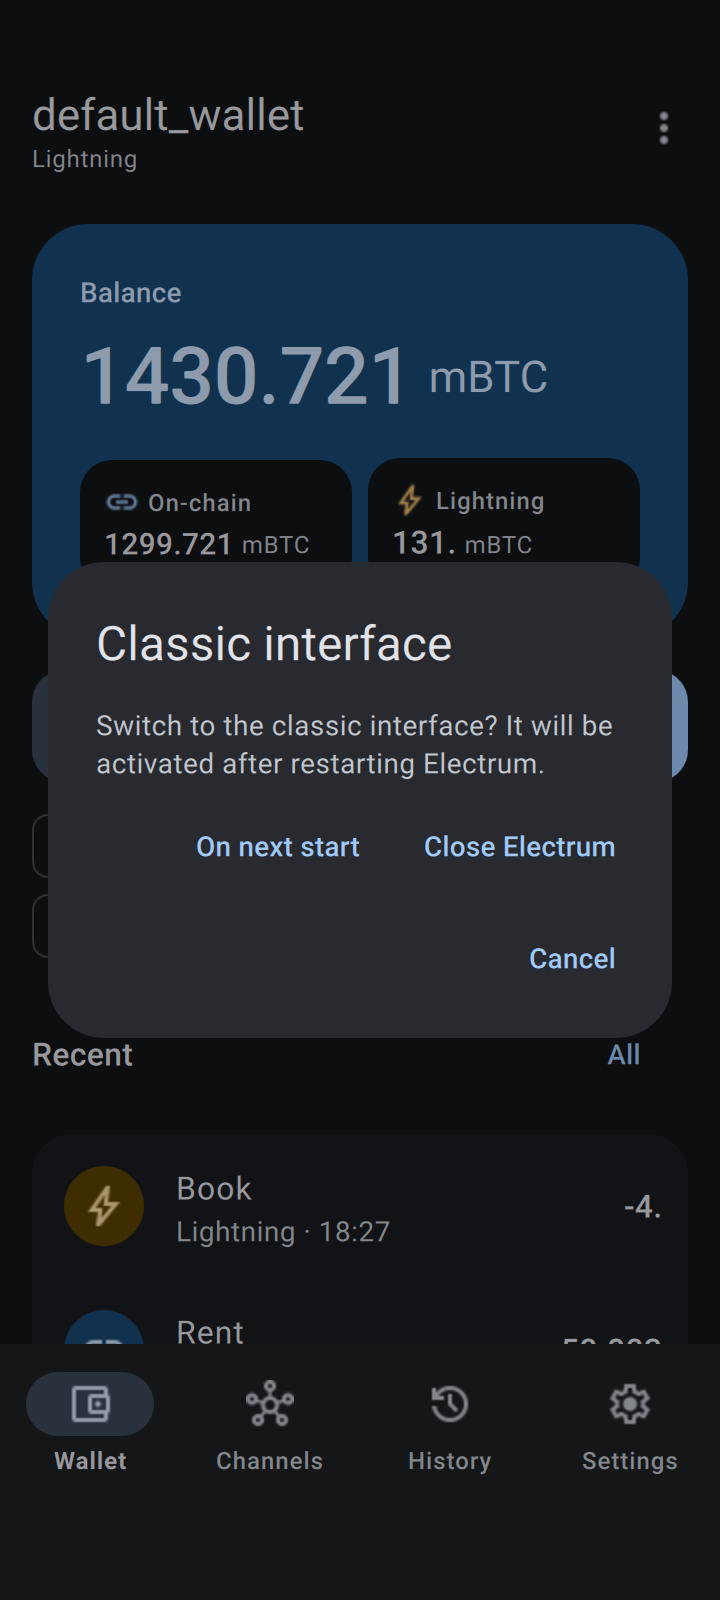 default_wallet
Lightning
Balance
1430.721 mBTC
On-chain
1299.721 mBTC
Lightning
131. mBTC
Classic interface
Switch to the classic interface? It will be
activated after restarting Electrum.
On next start
Close Electrum
Cancel
Recent
All
Book
-4.
Lightning · 18:27
Rent
Wallet
Channels
History
Settings